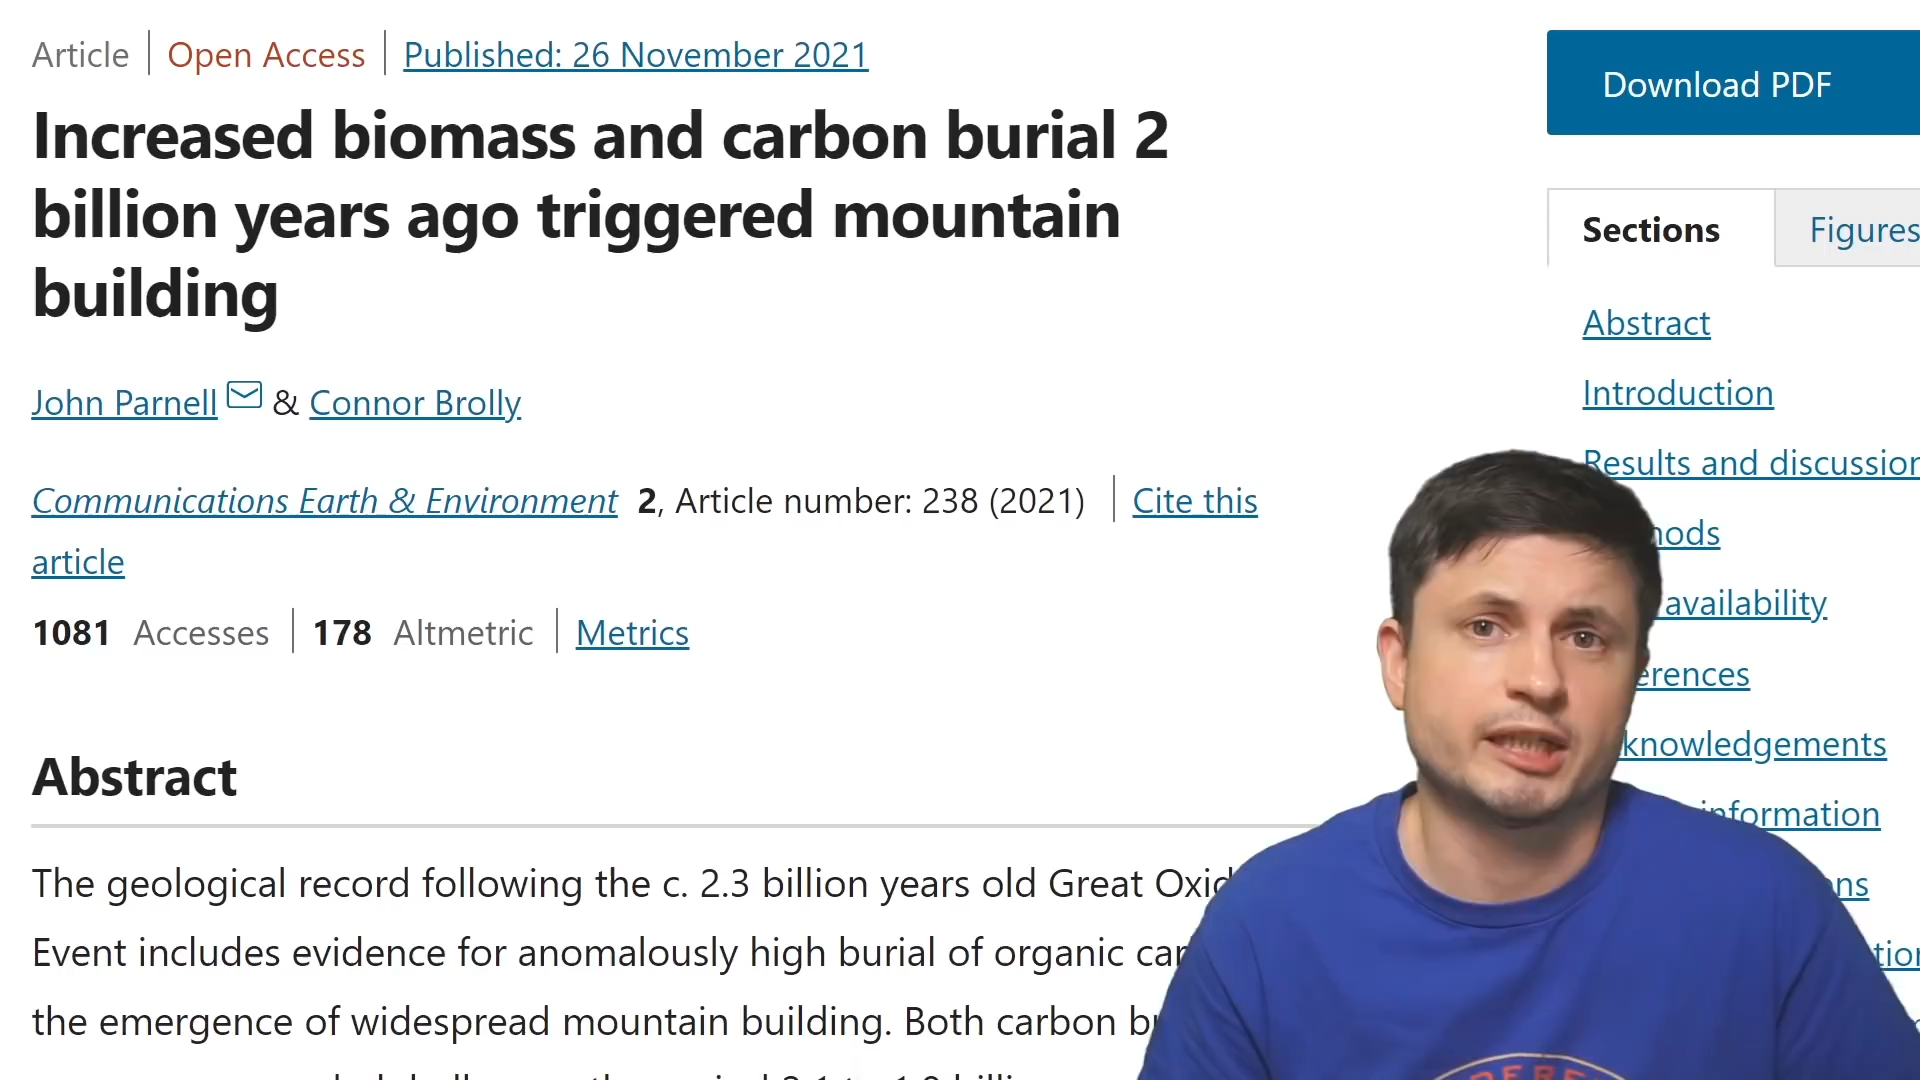 Article | Open Access | Published: 26 November 2021
Download PDF
Increased biomass and carbon burial 2
billion years ago triggered mountain
building
Sections
Figures
John Parnell & Connor Brolly
Communications Earth & Environment 2, Article number: 238 (2021) | Cite this
article
1081 Accesses | 178 Altmetric | Metrics
Abstract
The geological record following the c. 2.3 billion years old Great Oxid
Event includes evidence for anomalously high burial of organic car
the emergence of widespread mountain building. Both carbon bu
Abstract
Introduction
Results and discussion
availability
knowledgements
information